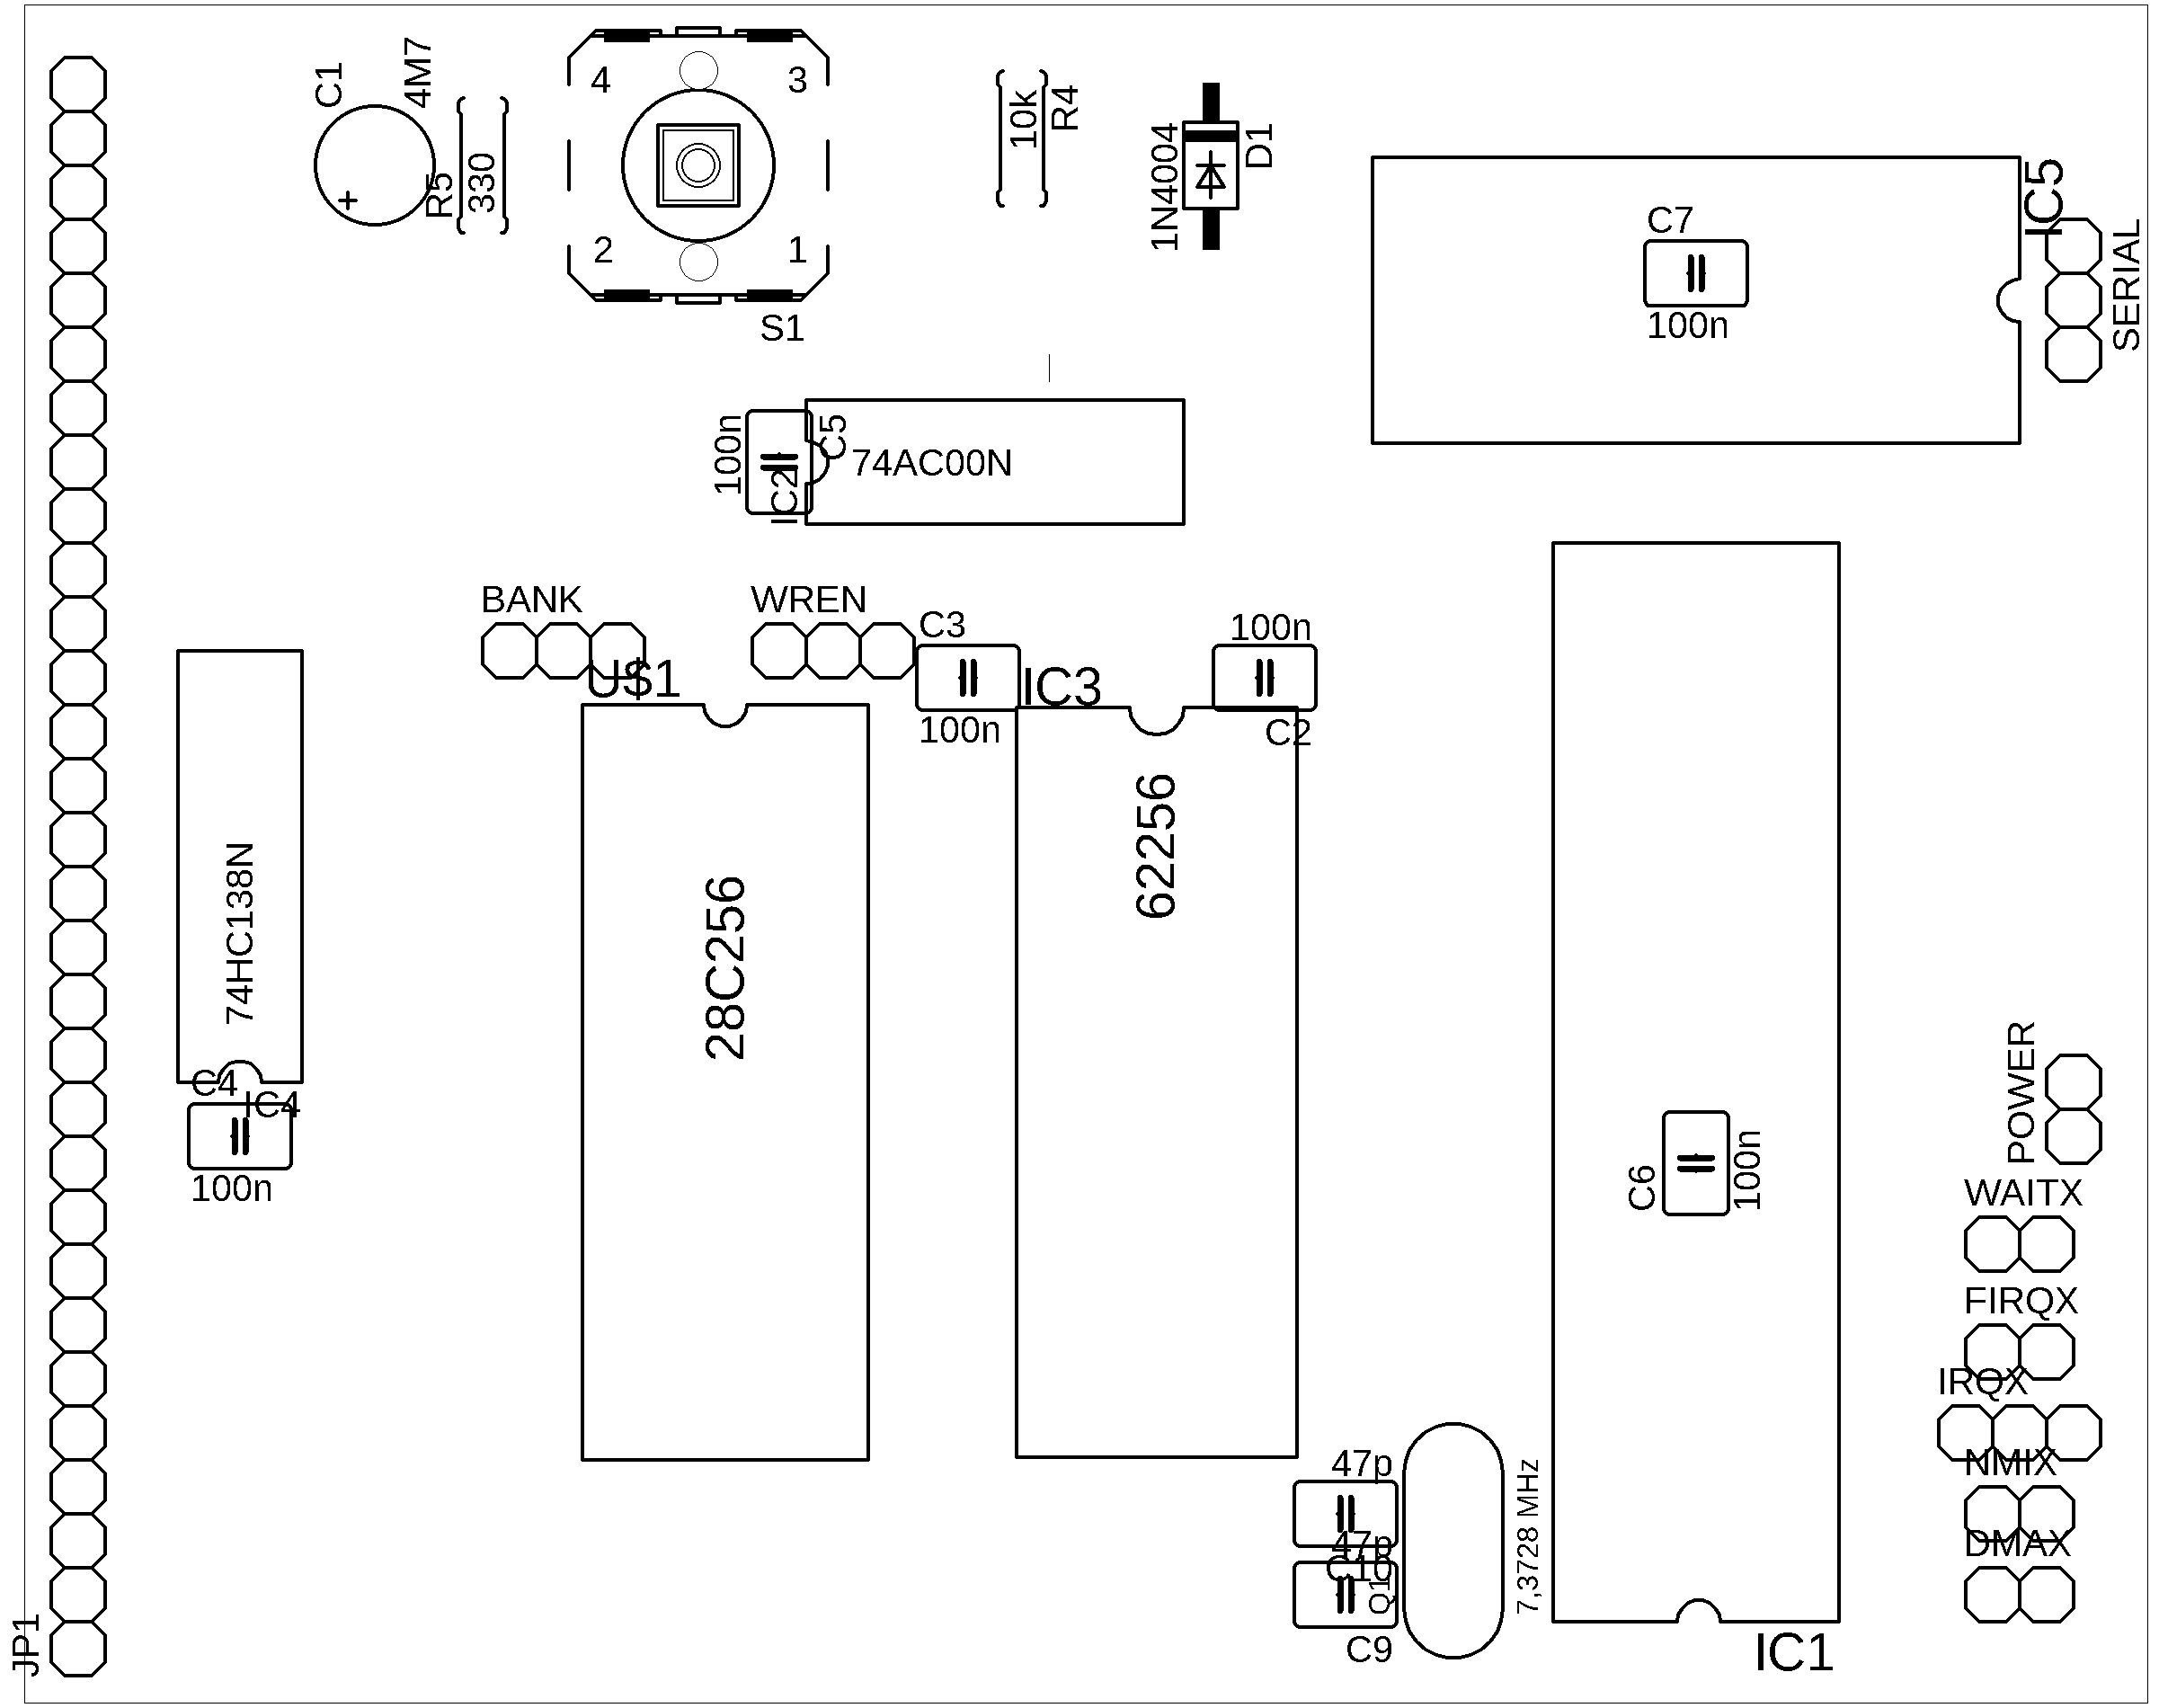 C1
4M7
R5
330
4
3
2
1
S1
10k
R4
1N4004
D1
C7
100n
IC5
SERIAL
100n
IC2
C5
74AC00N
BANK
WREN
C3
100n
100n
C2
U$1
IC3
28C256
62256
74HC138N
C4
IC4
100n
C6
100n
POWER
WAITX
FIRQX
IRQX
NMIX
DMAX
47p
47p
C10
Q1
C9
7,3728 MHz
IC1
JP1